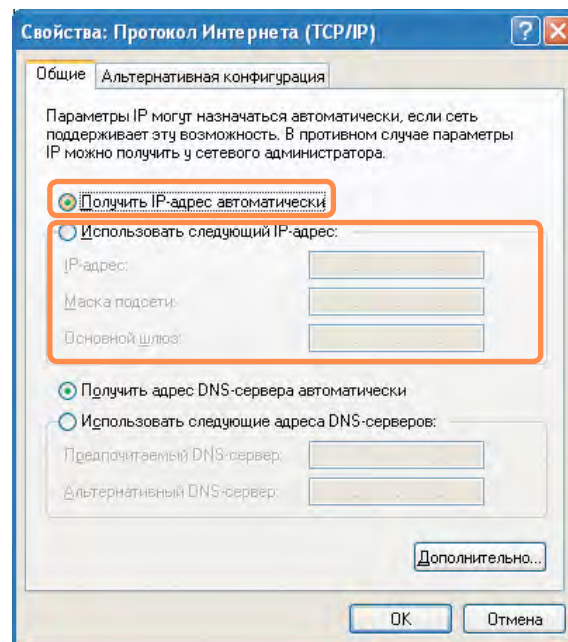 Свойства: Протокол Интернета (TCP/IP)
Общие Альтернативная конфигурация
Параметры IP могут назначаться автоматически, если сеть
поддерживает эту возможность. В противном случае параметры
IP можно получить у сетевого администратора.
Получить IP-адрес автоматически
Использовать следующий IP-адрес:
IP-адрес:
Маска подсети:
Основной шлюз:
Получить адрес DNS-сервера автоматически
Использовать следующие адреса DNS-серверов:
Предпочитаемый DNS-сервер:
Альтернативный DNS-сервер:
Дополнительно...
OK Отмена